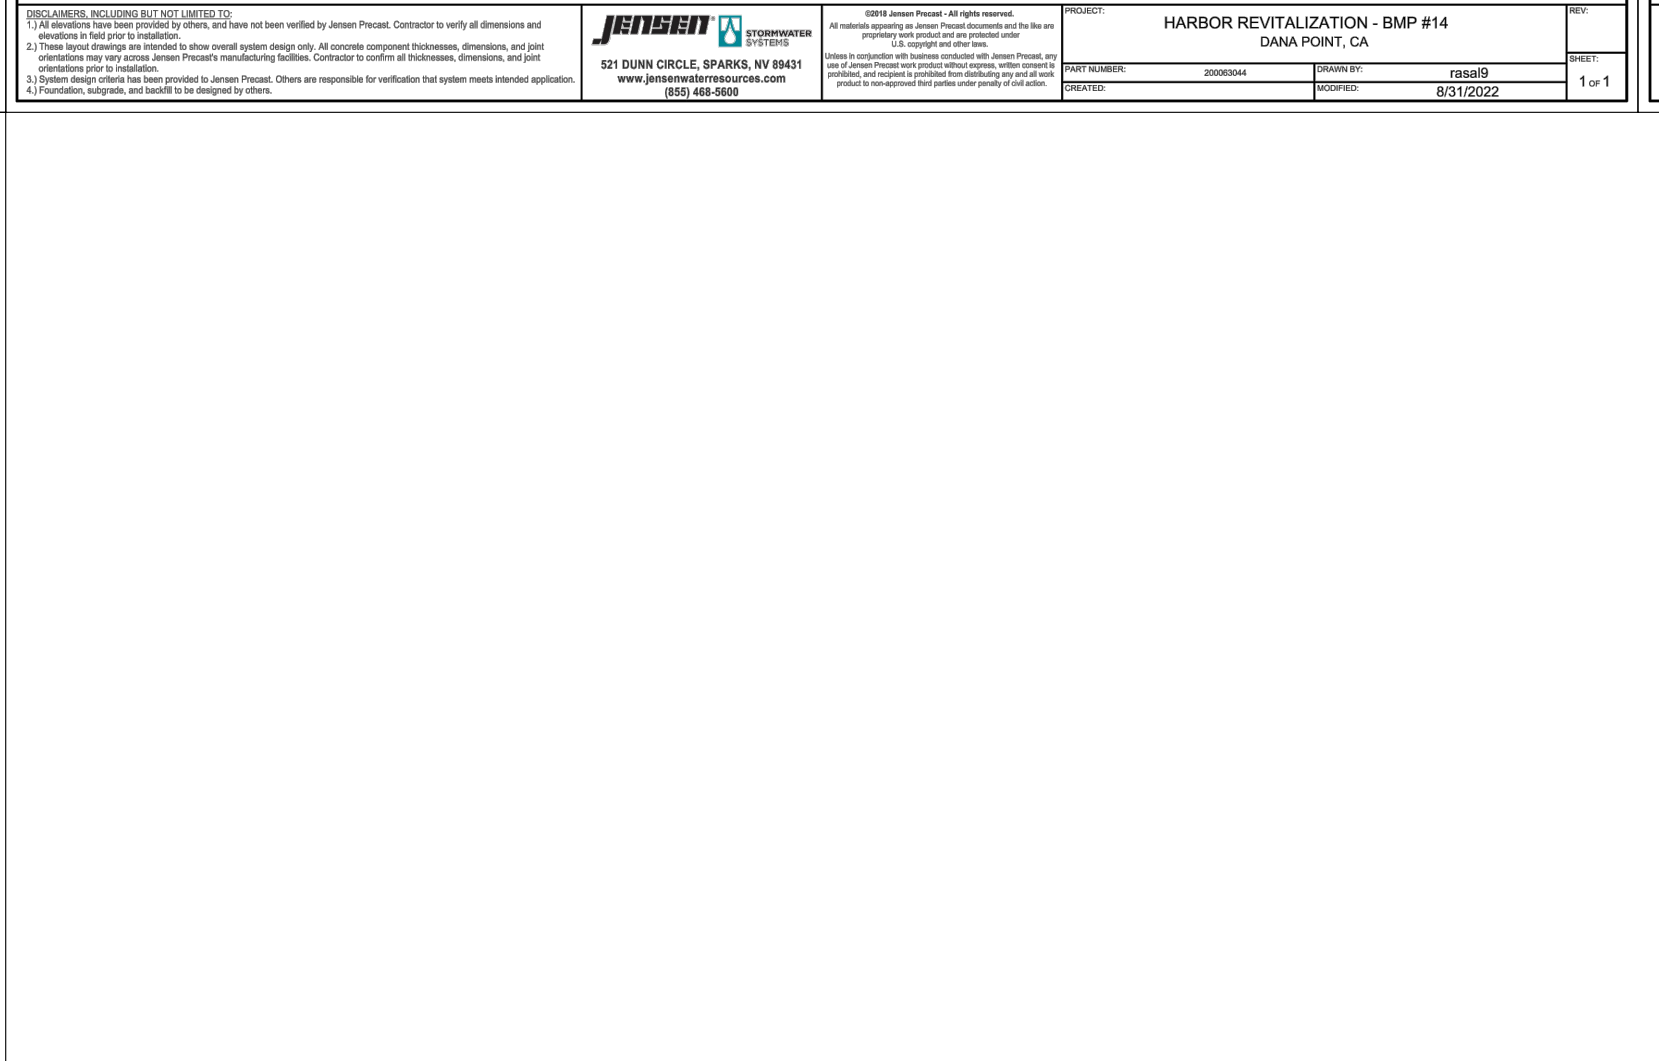 DISCLAIMERS, INCLUDING BUT NOT LIMITED TO:
1.) All elevations have been provided by others, and have not been verified by Jensen Precast. Contractor to verify all dimensions and
elevations in field prior to installation.
2.) These layout drawings are intended to show overall system design only. All concrete component thicknesses, dimensions, and joint
orientations may vary across Jensen Precast's manufacturing facilities. Contractor to confirm all thicknesses, dimensions, and joint
orientations prior to installation.
3.) System design criteria has been provided to Jensen Precast. Others are responsible for verification that system meets intended application.
4.) Foundation, subgrade, and backfill to be designed by others.
JENSEN®
STORMWATER
SYSTEMS
521 DUNN CIRCLE, SPARKS, NV 89431
www.jensenwaterresources.com
(855) 468-5600
©2018 Jensen Precast - All rights reserved.
All materials appearing as Jensen Precast documents and the like are
proprietary work product and are protected under
U.S. copyright and other laws.
Unless in conjunction with business conducted with Jensen Precast, any
use of Jensen Precast work product without express, written consent is
prohibited, and recipient is prohibited from distributing any and all work
product to non-approved third parties under penalty of civil action.
PROJECT:
HARBOR REVITALIZATION - BMP #14
DANA POINT, CA
PART NUMBER:
200063044
DRAWN BY:
rasal9
CREATED:
MODIFIED:
8/31/2022
REV:
SHEET:
1 OF 1